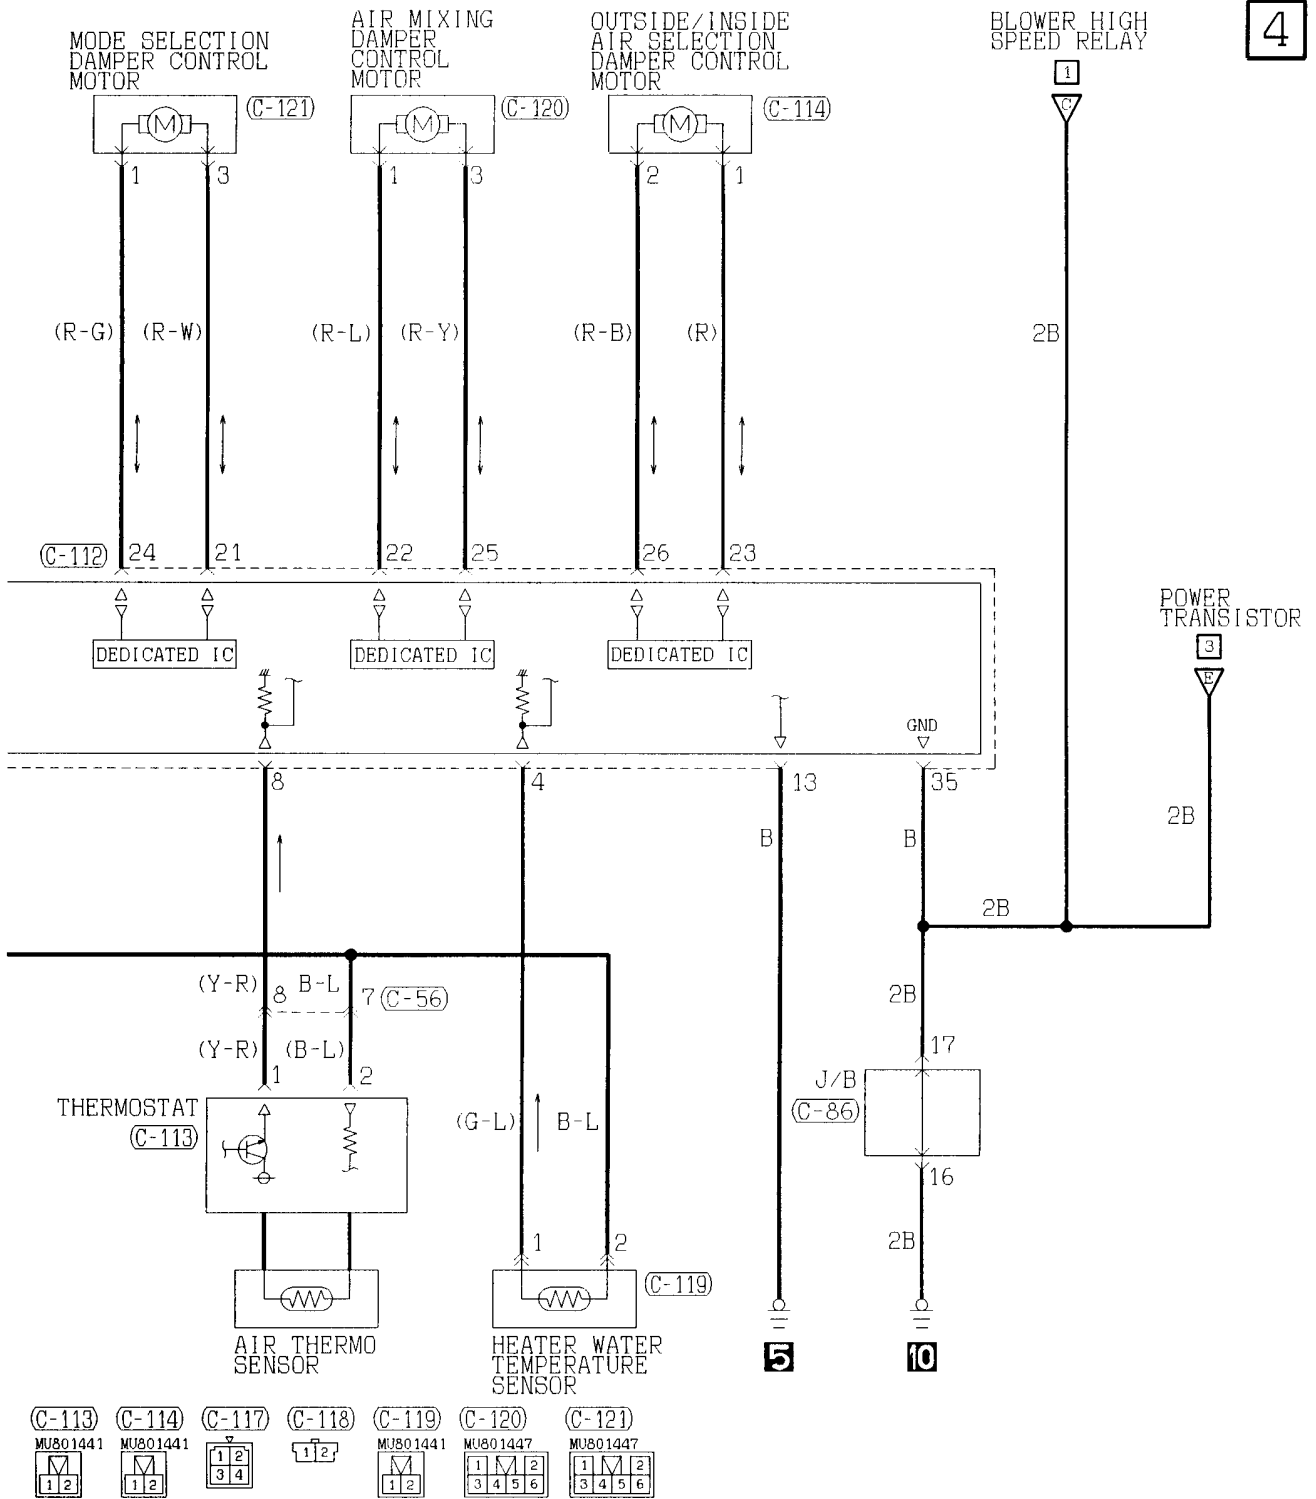 4
MODE SELECTION
DAMPER CONTROL
MOTOR
(C-121)
AIR MIXING
DAMPER
CONTROL
MOTOR
(C-120)
OUTSIDE/INSIDE
AIR SELECTION
DAMPER CONTROL
MOTOR
(C-114)
BLOWER HIGH
SPEED RELAY
1
C
M
M
M
1
3
1
3
2
1
(R-G)
(R-W)
(R-L)
(R-Y)
(R-B)
(R)
2B
(C-112)
24
21
22
25
26
23
DEDICATED IC
DEDICATED IC
DEDICATED IC
POWER
TRANSISTOR
3
E
GND
8
4
13
35
B
B
2B
2B
(Y-R)
8
B-L
7
(C-56)
2B
(Y-R)
(B-L)
1
2
17
THERMOSTAT
(C-113)
J/B
(C-86)
(G-L)
B-L
16
2B
1
2
(C-119)
AIR THERMO
SENSOR
HEATER WATER
TEMPERATURE
SENSOR
5
10
(C-113)
(C-114)
(C-117)
(C-118)
(C-119)
(C-120)
(C-121)
MU801441
MU801441
MU801441
MU801447
MU801447
1 2
1 2
1 2
3 4
1 2
1 2
1 2
3 4 5 6
1 2
3 4 5 6